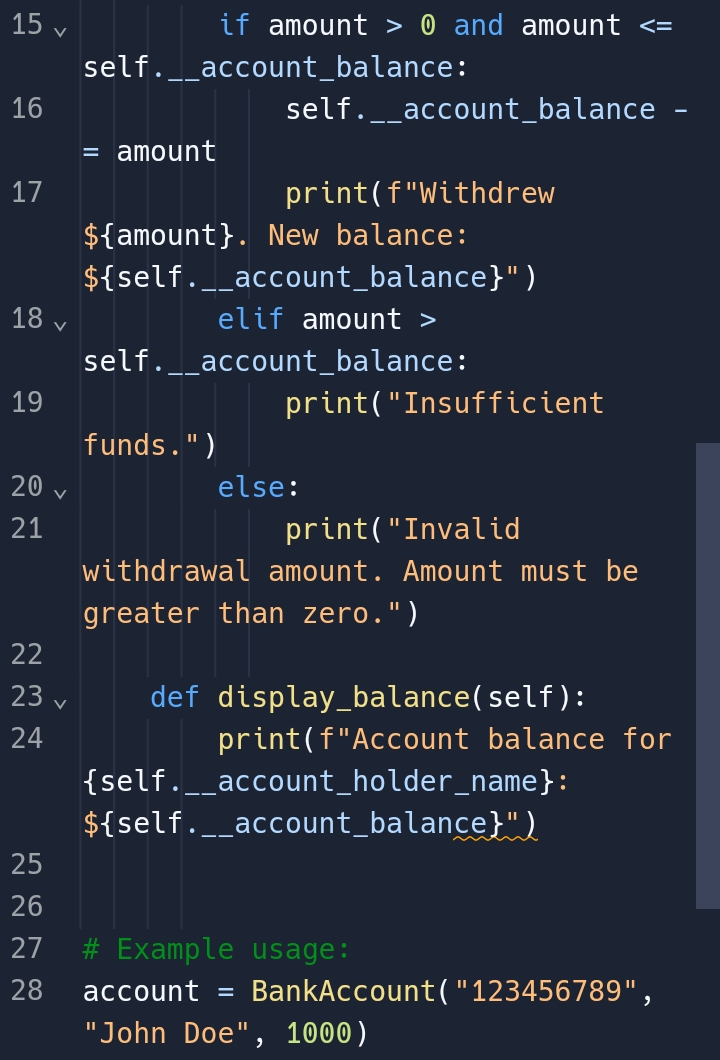 15 if amount > 0 and amount <=
self.__account_balance:
16 self.__account_balance -
= amount
17 print(f"Withdrew
${amount}. New balance:
${self.__account_balance}")
18 elif amount >
self.__account_balance:
19 print("Insufficient
funds.")
20 else:
21 print("Invalid
withdrawal amount. Amount must be
greater than zero.")
22
23 def display_balance(self):
24 print(f"Account balance for
{self.__account_holder_name}:
${self.__account_balance}")
25
26
27 # Example usage:
28 account = BankAccount("123456789",
"John Doe", 1000)